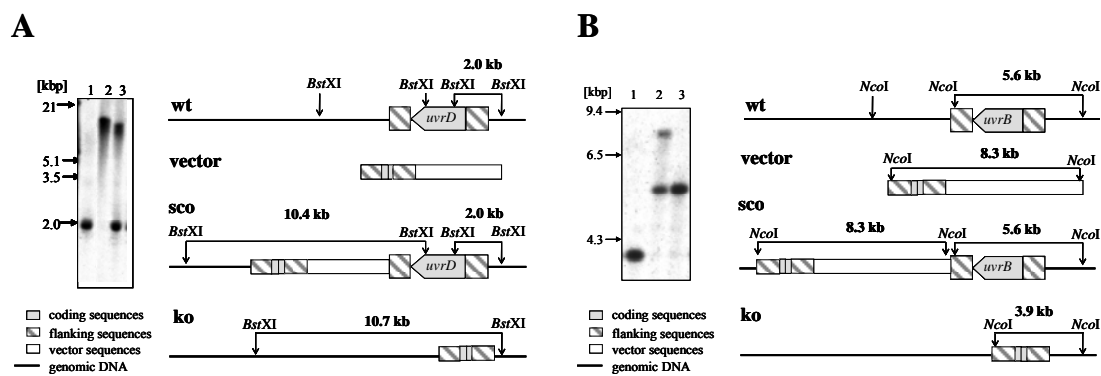 A
[kbp] 1 2 3
21
5.1
3.5
2.0
2.0 kb
BstXI BstXI BstXI BstXI
wt
uvrD
vector
sco
10.4 kb 2.0 kb
BstXI BstXI BstXI BstXI
uvrD
ko
10.7 kb
BstXI BstXI
coding sequences
flanking sequences
vector sequences
genomic DNA
B
[kbp] 1 2 3
9.4
6.5
4.3
5.6 kb
NcoI NcoI NcoI
wt
uvrB
vector
8.3 kb
NcoI NcoI
sco
8.3 kb 5.6 kb
NcoI NcoI NcoI
uvrB
ko
3.9 kb
NcoI NcoI
coding sequences
flanking sequences
vector sequences
genomic DNA